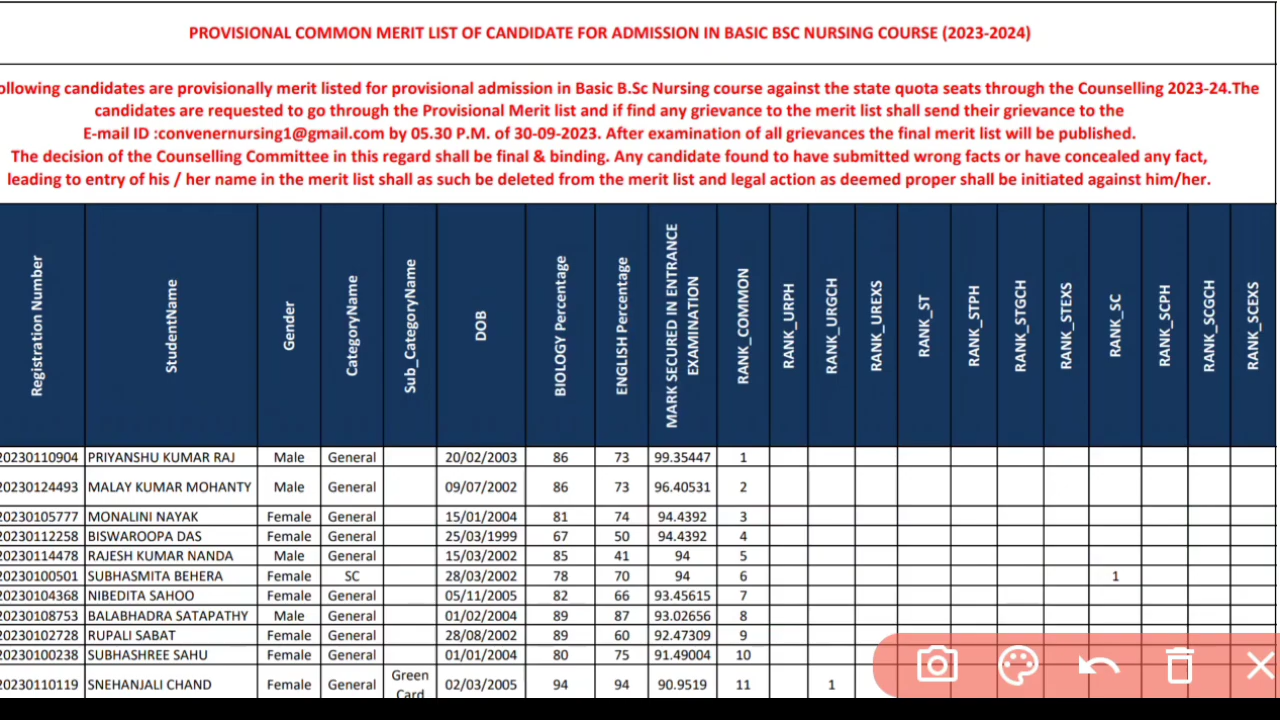 PROVISIONAL COMMON MERIT LIST OF CANDIDATE FOR ADMISSION IN BASIC BSC NURSING COURSE (2023-2024)
ollowing candidates are provisionally merit listed for provisional admission in Basic B.Sc Nursing course against the state quota seats through the Counselling 2023-24.The
candidates are requested to go through the Provisional Merit list and if find any grievance to the merit list shall send their grievance to the
E-mail ID :convenernursing1@gmail.com by 05.30 P.M. of 30-09-2023. After examination of all grievances the final merit list will be published.
The decision of the Counselling Committee in this regard shall be final & binding. Any candidate found to have submitted wrong facts or have concealed any fact,
leading to entry of his / her name in the merit list shall as such be deleted from the merit list and legal action as deemed proper shall be initiated against him/her.
Registration Number StudentName Gender CategoryName Sub_CatogoryName DOB BIOLOGY Percentage ENGLISH Percentage MARK SECURED IN ENTRANCE EXAMINATION RANK_COMMON RANK_URPH RANK_URGCH RANK_UREXS RANK_ST RANK_STPH RANK_STGCH RANK_STEXS RANK_SC RANK_SCPH RANK_SCGCH RANK_SCEXS
20230110904 PRIYANSHU KUMAR RAJ Male General 20/02/2003 86 73 99.35447 1
20230124493 MALAY KUMAR MOHANTY Male General 09/07/2002 86 73 96.40531 2
20230105777 MONALINI NAYAK Female General 15/01/2004 81 74 94.4392 3
20230112258 BISWAROOPA DAS Female General 25/03/1999 67 50 94.4392 4
20230114478 RAJESH KUMAR NANDA Male General 15/03/2002 85 41 94 5
20230100501 SUBHASMITA BEHERA Female SC 28/03/2002 78 70 94 6 1
20230104368 NIBEDITA SAHOO Female General 05/11/2005 82 66 93.45615 7
20230108753 BALABHADRA SATAPATHY Male General 01/02/2004 89 87 93.02656 8
20230102728 RUPALI SABAT Female General 28/08/2002 89 60 92.47309 9
20230100238 SUBHASHREE SAHU Female General 01/01/2004 80 75 91.49004 10
20230110119 SNEHANJALI CHAND Female General Green Card 02/03/2005 94 94 90.9519 11 1